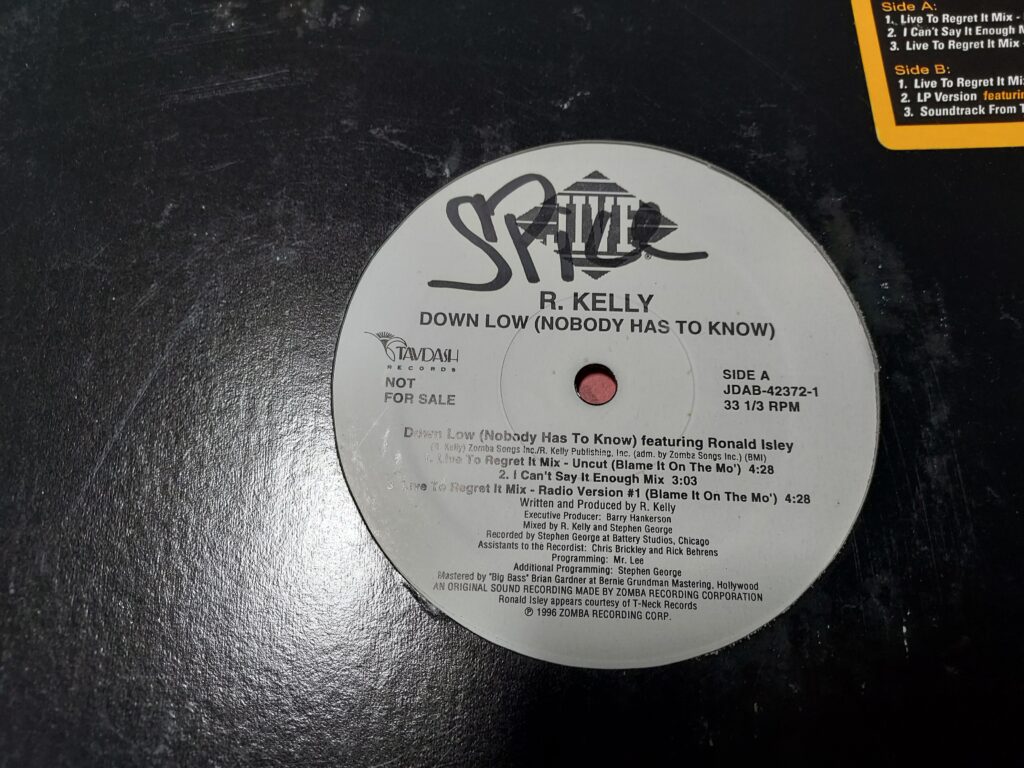 Side A:
1. Live To Regret It Mix -
2. I Can't Say It Enough M
3. Live To Regret It Mix -
Side B:
1. Live To Regret It Mi
2. LP Version featurin
3. Soundtrack From T
SPICE
JIVE®
R. KELLY
DOWN LOW (NOBODY HAS TO KNOW)
TAVDASH
RECORDS
NOT
FOR SALE
SIDE A
JDAB-42372-1
33 1/3 RPM
Down Low (Nobody Has To Know) featuring Ronald Isley
(R. Kelly) Zomba Songs Inc./R. Kelly Publishing, Inc. (adm. by Zomba Songs Inc.) (BMI)
1. Live To Regret It Mix - Uncut (Blame It On The Mo') 4:28
2. I Can't Say It Enough Mix 3:03
Live To Regret It Mix - Radio Version #1 (Blame It On The Mo') 4:28
Written and Produced by R. Kelly
Executive Producer: Barry Hankerson
Mixed by R. Kelly and Stephen George
Recorded by Stephen George at Battery Studios, Chicago
Assistants to the Recordist: Chris Brickley and Rick Behrens
Programming: Mr. Lee
Additional Programming: Stephen George
Mastered by "Big Bass" Brian Gardner at Bernie Grundman Mastering, Hollywood
AN ORIGINAL SOUND RECORDING MADE BY ZOMBA RECORDING CORPORATION
Ronald Isley appears courtesy of T-Neck Records
℗ 1996 ZOMBA RECORDING CORP.